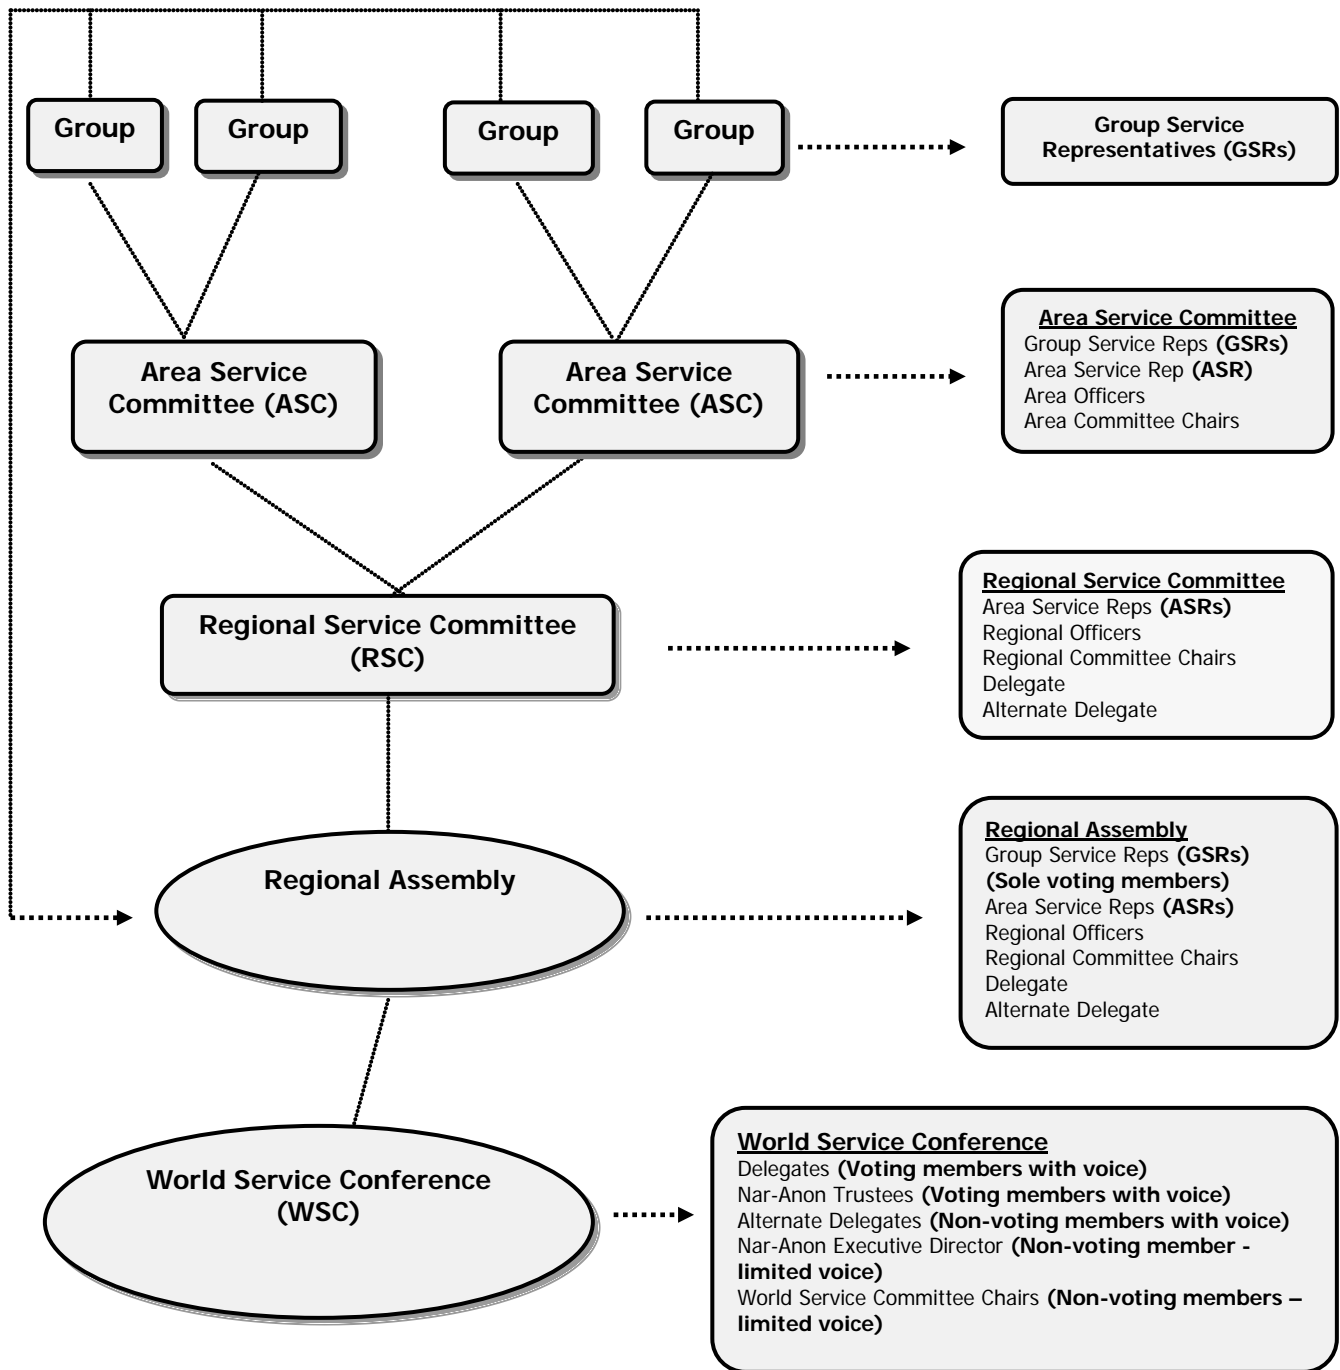 Group
Group
Group
Group
Group Service
Representatives (GSRs)
Area Service
Committee (ASC)
Area Service
Committee (ASC)
Area Service Committee
Group Service Reps (GSRs)
Area Service Rep (ASR)
Area Officers
Area Committee Chairs
Regional Service Committee
(RSC)
Regional Service Committee
Area Service Reps (ASRs)
Regional Officers
Regional Committee Chairs
Delegate
Alternate Delegate
Regional Assembly
Regional Assembly
Group Service Reps (GSRs)
(Sole voting members)
Area Service Reps (ASRs)
Regional Officers
Regional Committee Chairs
Delegate
Alternate Delegate
World Service Conference
(WSC)
World Service Conference
Delegates (Voting members with voice)
Nar-Anon Trustees (Voting members with voice)
Alternate Delegates (Non-voting members with voice)
Nar-Anon Executive Director (Non-voting member -
limited voice)
World Service Committee Chairs (Non-voting members –
limited voice)